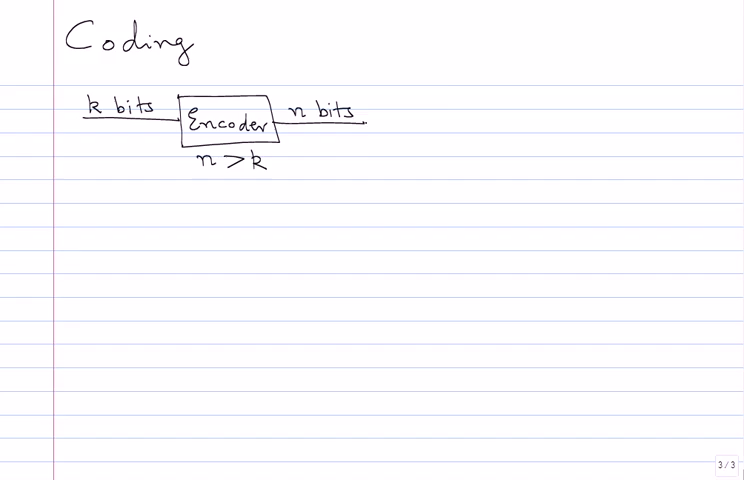 Coding
k bits Encoder n bits
n > k
3 / 3